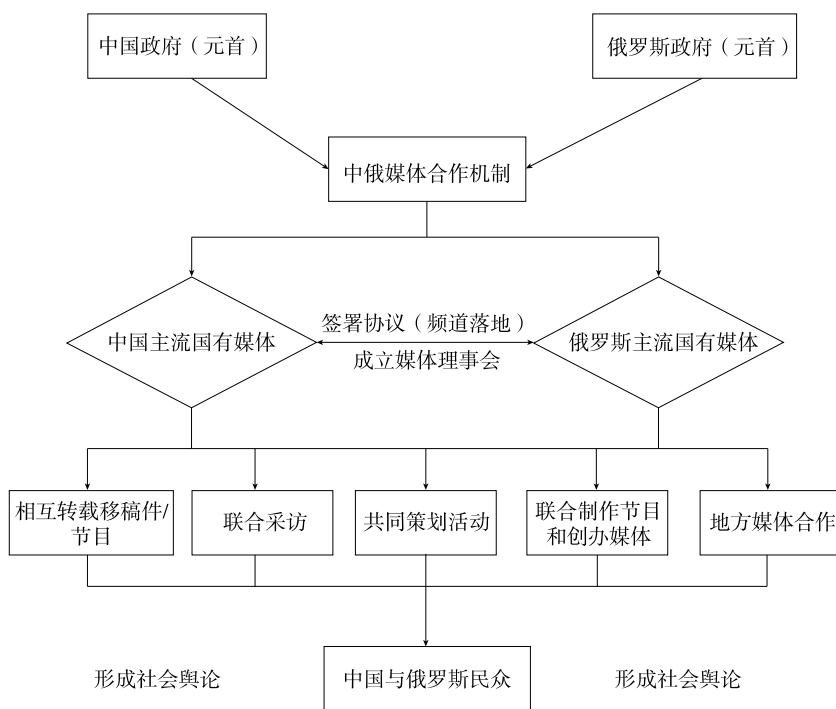 中国政府（元首）
俄罗斯政府（元首）
中俄媒体合作机制
中国主流国有媒体
签署协议（频道落地）
成立媒体理事会
俄罗斯主流国有媒体
相互转载移稿件/
节目
联合采访
共同策划活动
联合制作节目
和创办媒体
地方媒体合作
形成社会舆论
中国与俄罗斯民众
形成社会舆论